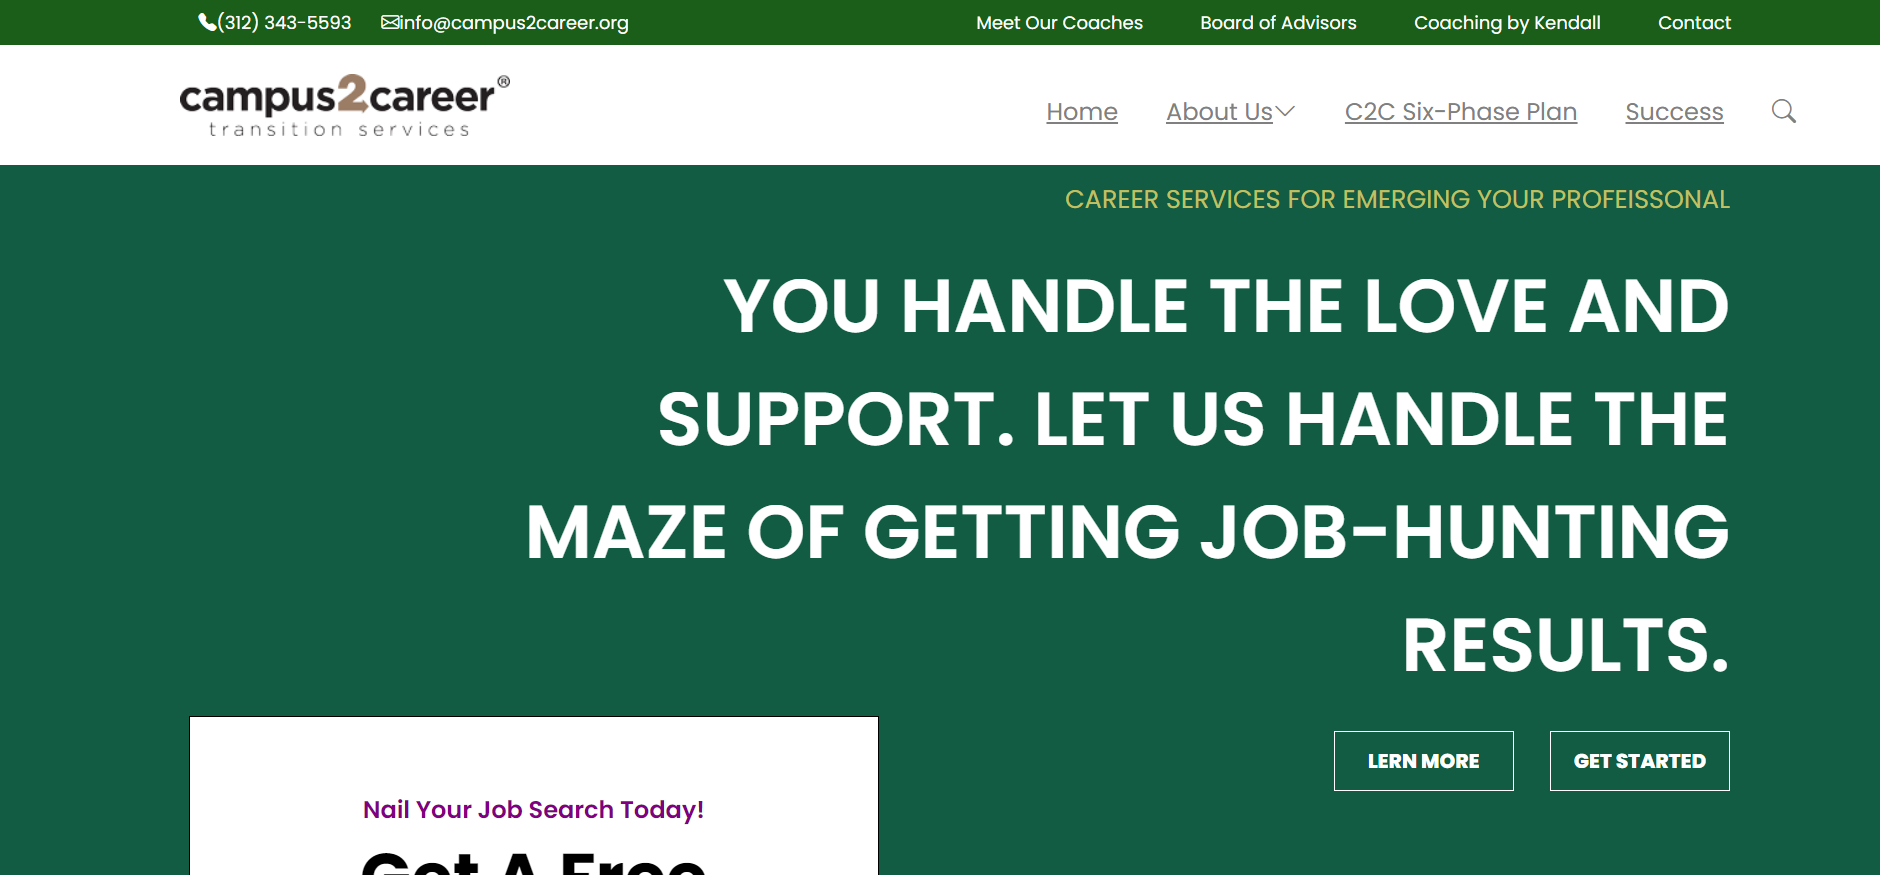 (312) 343-5593 info@campus2career.org Meet Our Coaches Board of Advisors Coaching by Kendall Contact
campus2career®
transition services
Home About Us C2C Six-Phase Plan Success
CAREER SERVICES FOR EMERGING YOUR PROFEISSONAL
YOU HANDLE THE LOVE AND
SUPPORT. LET US HANDLE THE
MAZE OF GETTING JOB-HUNTING
RESULTS.
LERN MORE GET STARTED
Nail Your Job Search Today!
Get A Free